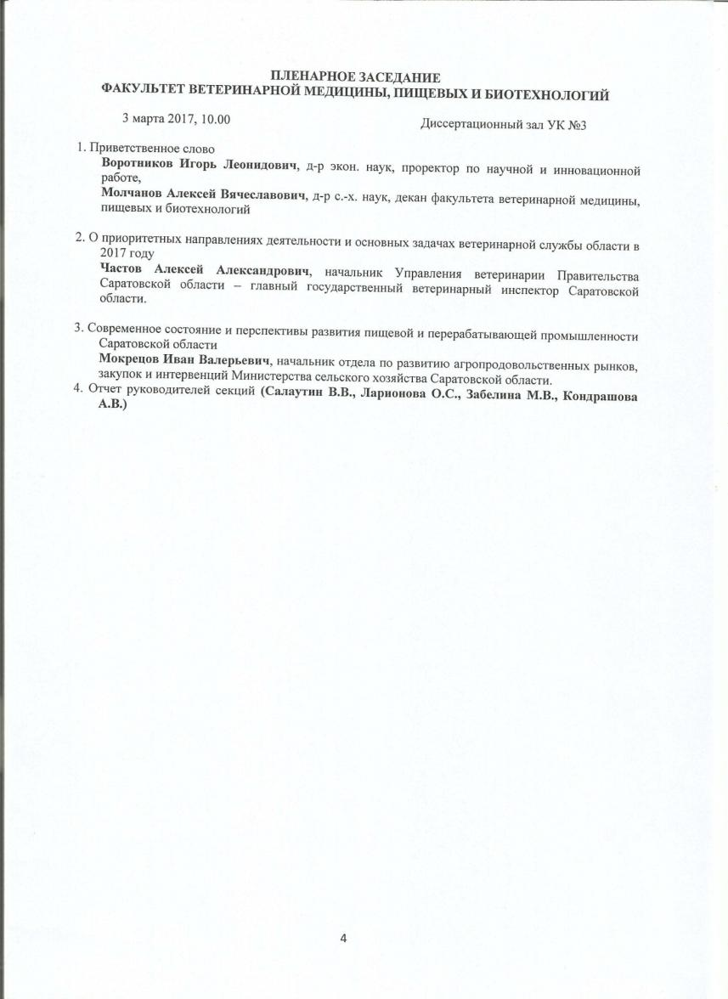 ПЛЕНАРНОЕ ЗАСЕДАНИЕ
ФАКУЛЬТЕТ ВЕТЕРИНАРНОЙ МЕДИЦИНЫ, ПИЩЕВЫХ И БИОТЕХНОЛОГИЙ
3 марта 2017, 10.00 Диссертационный зал УК №3
1. Приветственное слово
Воротников Игорь Леонидович, д-р экон. наук, проректор по научной и инновационной
работе,
Молчанов Алексей Вячеславович, д-р с.-х. наук, декан факультета ветеринарной медицины,
пищевых и биотехнологий
2. О приоритетных направлениях деятельности и основных задачах ветеринарной службы области в
2017 году
Частов Алексей Александрович, начальник Управления ветеринарии Правительства
Саратовской области – главный государственный ветеринарный инспектор Саратовской
области.
3. Современное состояние и перспективы развития пищевой и перерабатывающей промышленности
Саратовской области
Мокрецов Иван Валерьевич, начальник отдела по развитию агропродовольственных рынков,
закупок и интервенций Министерства сельского хозяйства Саратовской области.
4. Отчет руководителей секций (Салаутин В.В., Ларионова О.С., Забелина М.В., Кондрашова
А.В.)
4